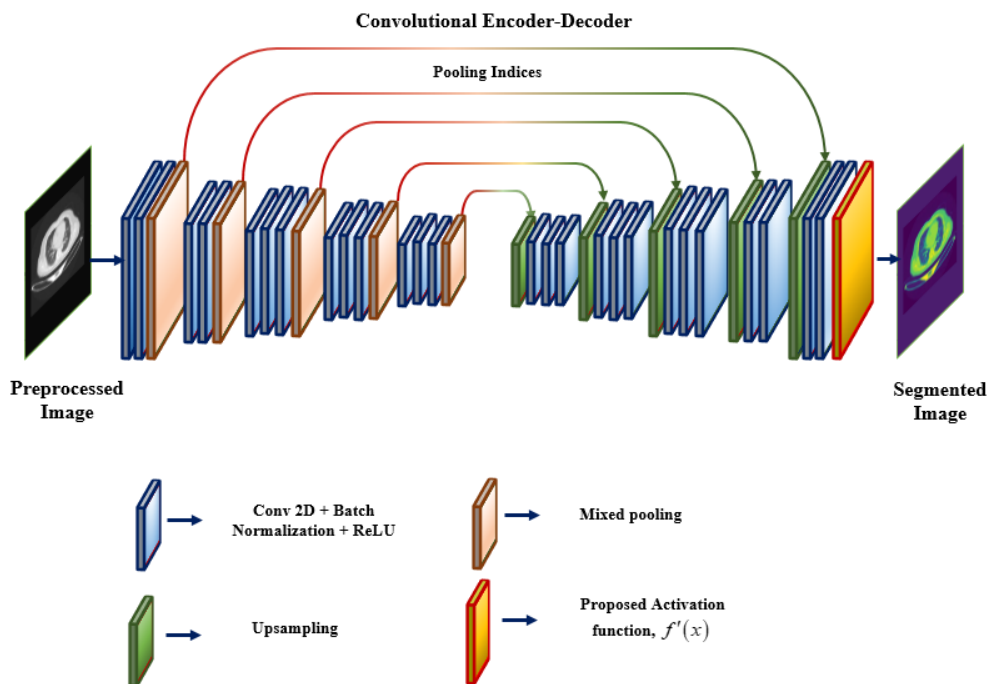 Convolutional Encoder-Decoder
Pooling Indices
Preprocessed
Image
Segmented
Image
Conv 2D + Batch
Normalization + ReLU
Mixed pooling
Upsampling
Proposed Activation
function, f′(x)